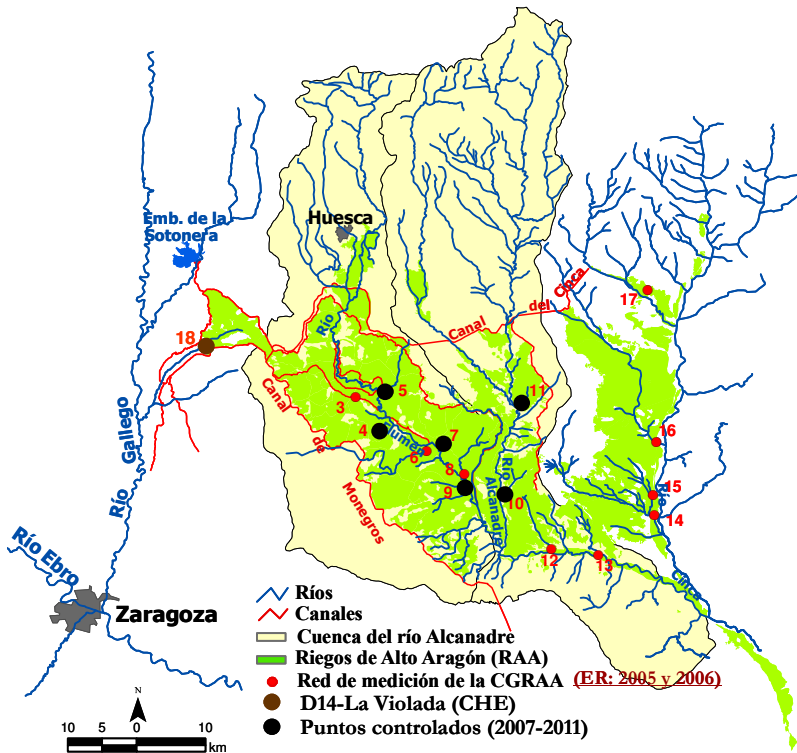 Emb. de la
Sotonera
Huesca
17
Canal del Cinca
Río
18
Canal de Monegros
3
5
11
4
Flumen
7
6
8
9
Río Alcanadre
10
16
15
Río
14
12
13
Cinca
Río Gallego
Río Ebro
Zaragoza
Ríos
Canales
Cuenca del río Alcanadre
Riegos de Alto Aragón (RAA)
Red de medición de la CGRAA (ER: 2005 y 2006)
D14-La Violada (CHE)
Puntos controlados (2007-2011)
N
10 5 0 10
km